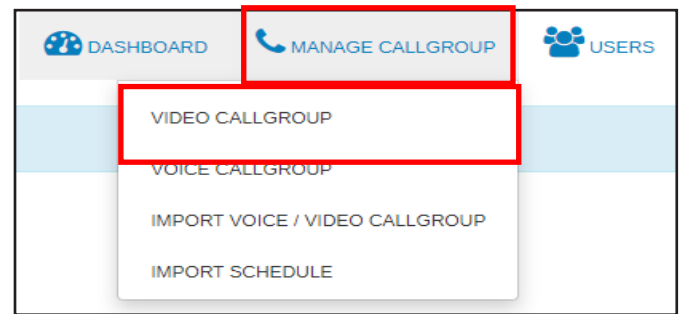 DASHBOARD MANAGE CALLGROUP USERS
VIDEO CALLGROUP
VOICE CALLGROUP
IMPORT VOICE / VIDEO CALLGROUP
IMPORT SCHEDULE